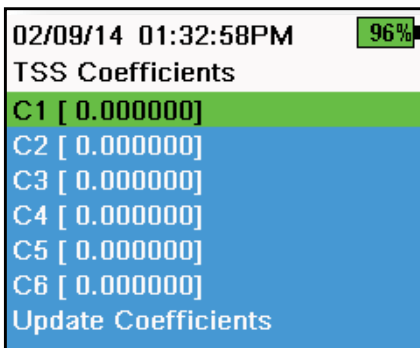 02/09/14 01:32:58PM 96%
TSS Coefficients
C1 [ 0.000000]
C2 [ 0.000000]
C3 [ 0.000000]
C4 [ 0.000000]
C5 [ 0.000000]
C6 [ 0.000000]
Update Coefficients